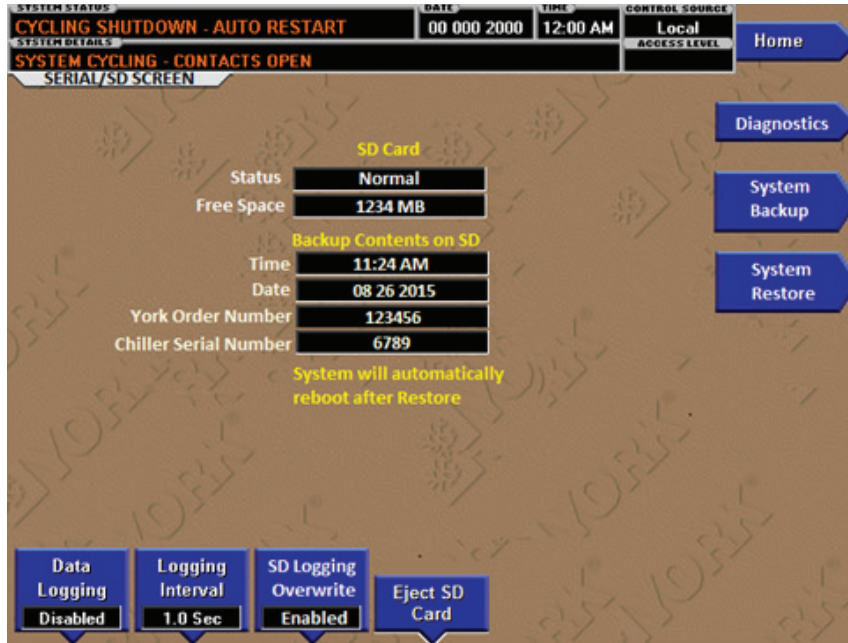 SYSTEM STATUS
CYCLING SHUTDOWN - AUTO RESTART
DATE
00 000 2000
TIME
12:00 AM
CONTROL SOURCE
Local
SYSTEM DETAILS
SYSTEM CYCLING - CONTACTS OPEN
ACCESS LEVEL
Home
SERIAL/SD SCREEN
Diagnostics
SD Card
Status Normal
Free Space 1234 MB
System
Backup
Backup Contents on SD
Time 11:24 AM
Date 08 26 2015
York Order Number 123456
Chiller Serial Number 6789
System
Restore
System will automatically
reboot after Restore
Data
Logging
Disabled
Logging
Interval
1.0 Sec
SD Logging
Overwrite
Enabled
Eject SD
Card
YORK